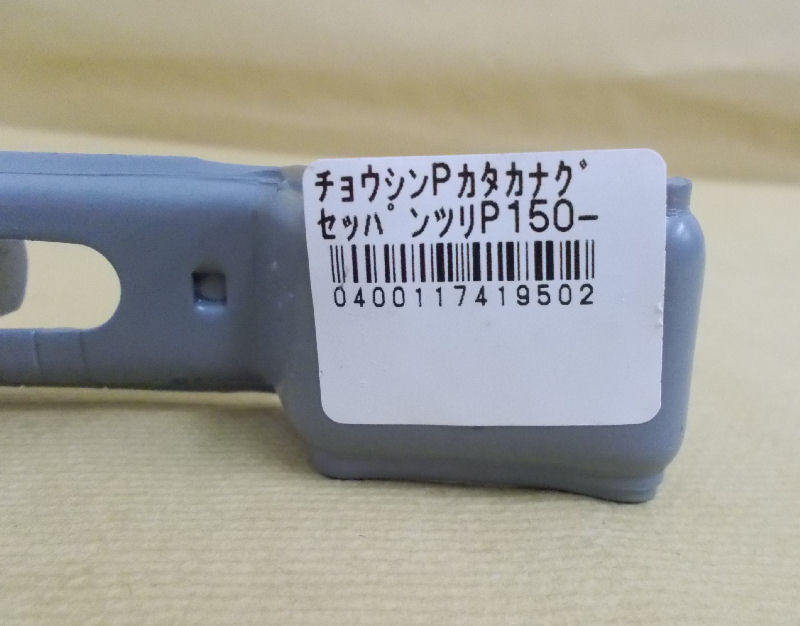 ﾁｮｳｼﾝPｶﾀｶﾅｸﾞ
ｾｯﾊﾟﾝﾂﾘP150-
0400117419502